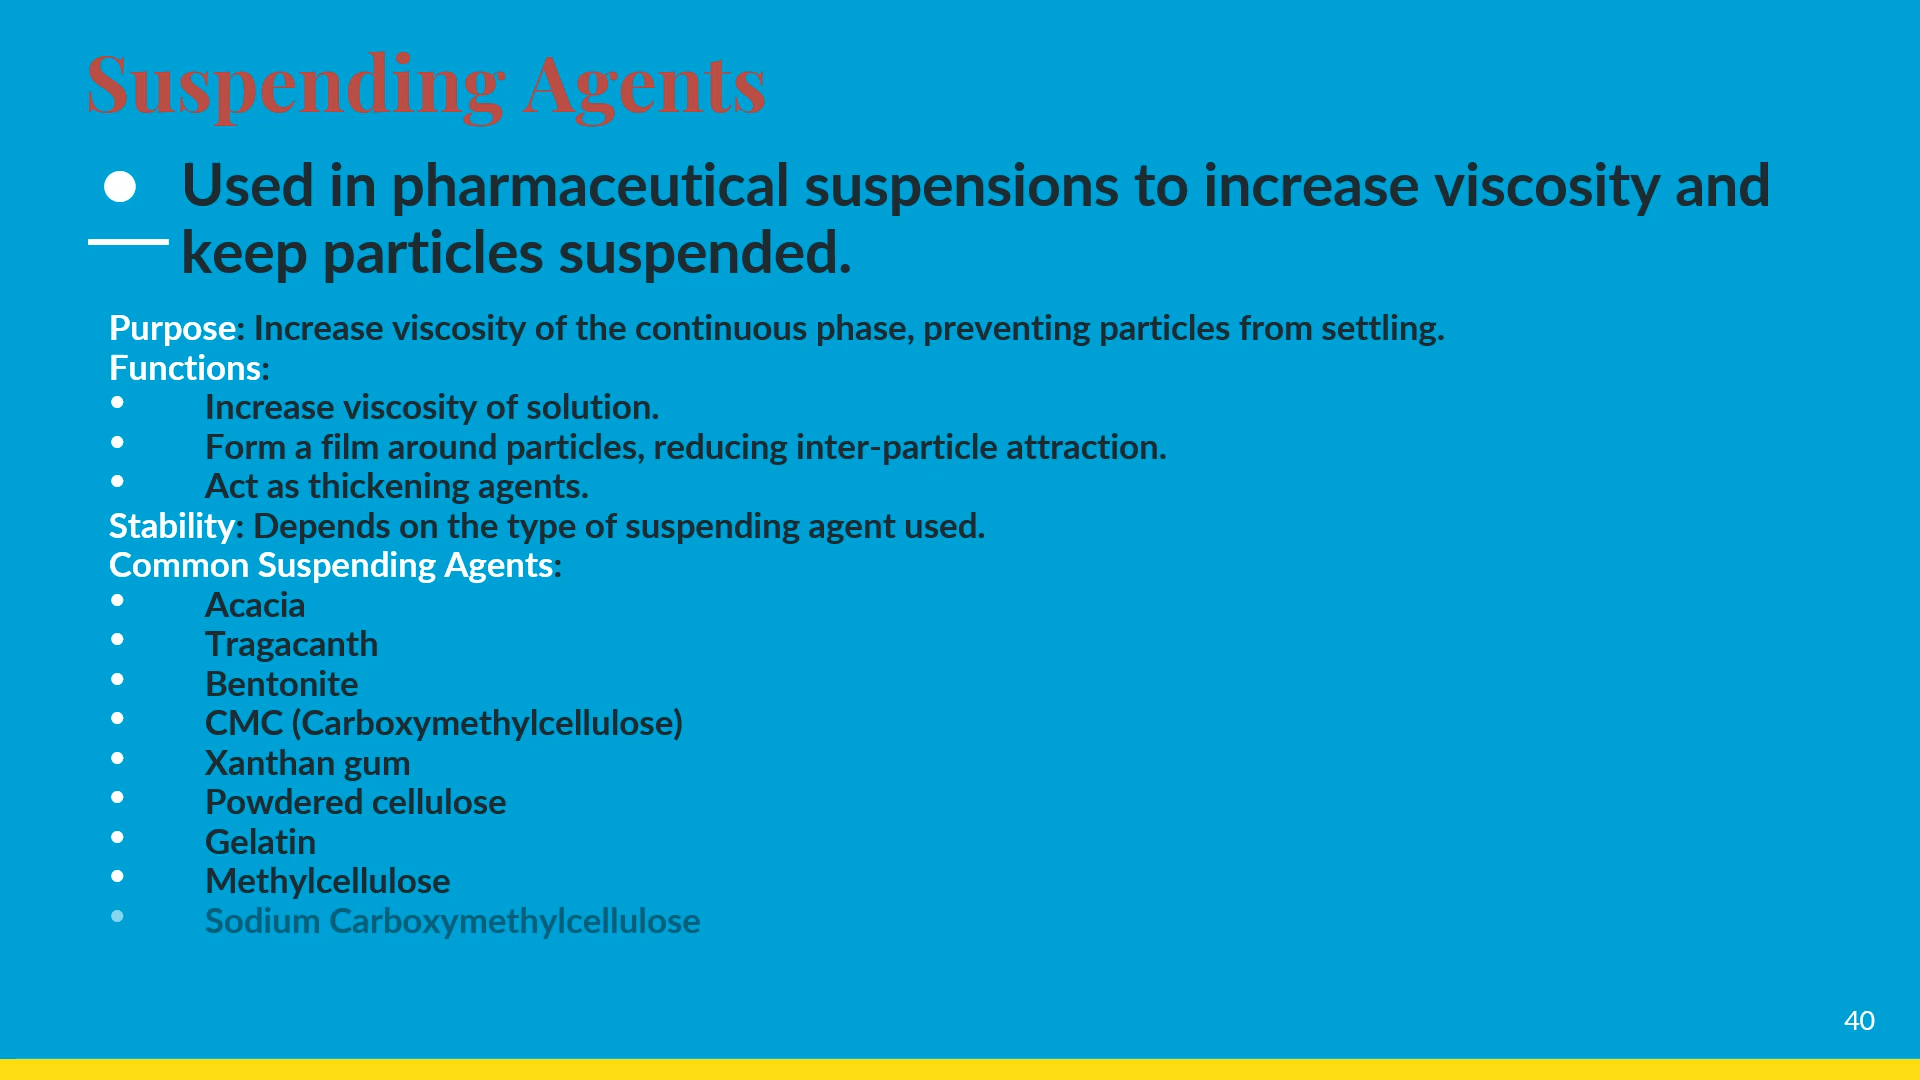 Suspending Agents
● Used in pharmaceutical suspensions to increase viscosity and
keep particles suspended.
Purpose: Increase viscosity of the continuous phase, preventing particles from settling.
Functions:
• Increase viscosity of solution.
• Form a film around particles, reducing inter-particle attraction.
• Act as thickening agents.
Stability: Depends on the type of suspending agent used.
Common Suspending Agents:
• Acacia
• Tragacanth
• Bentonite
• CMC (Carboxymethylcellulose)
• Xanthan gum
• Powdered cellulose
• Gelatin
• Methylcellulose
• Sodium Carboxymethylcellulose
40